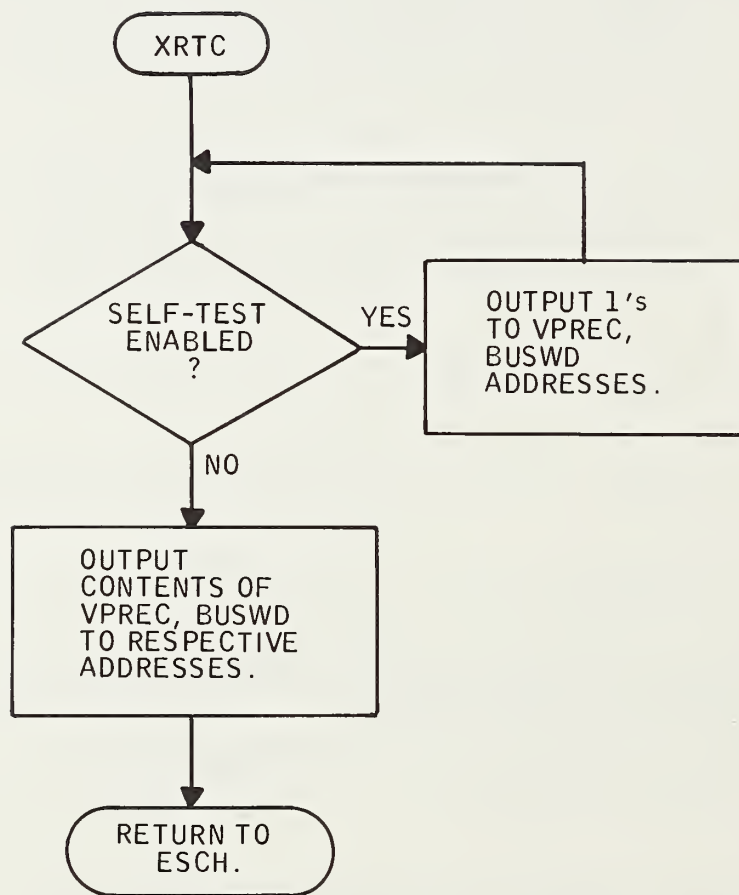 XRTC
SELF-TEST
ENABLED
?
YES
OUTPUT 1's
TO VPREC,
BUSWD
ADDRESSES.
NO
OUTPUT
CONTENTS OF
VPREC, BUSWD
TO RESPECTIVE
ADDRESSES.
RETURN TO
ESCH.